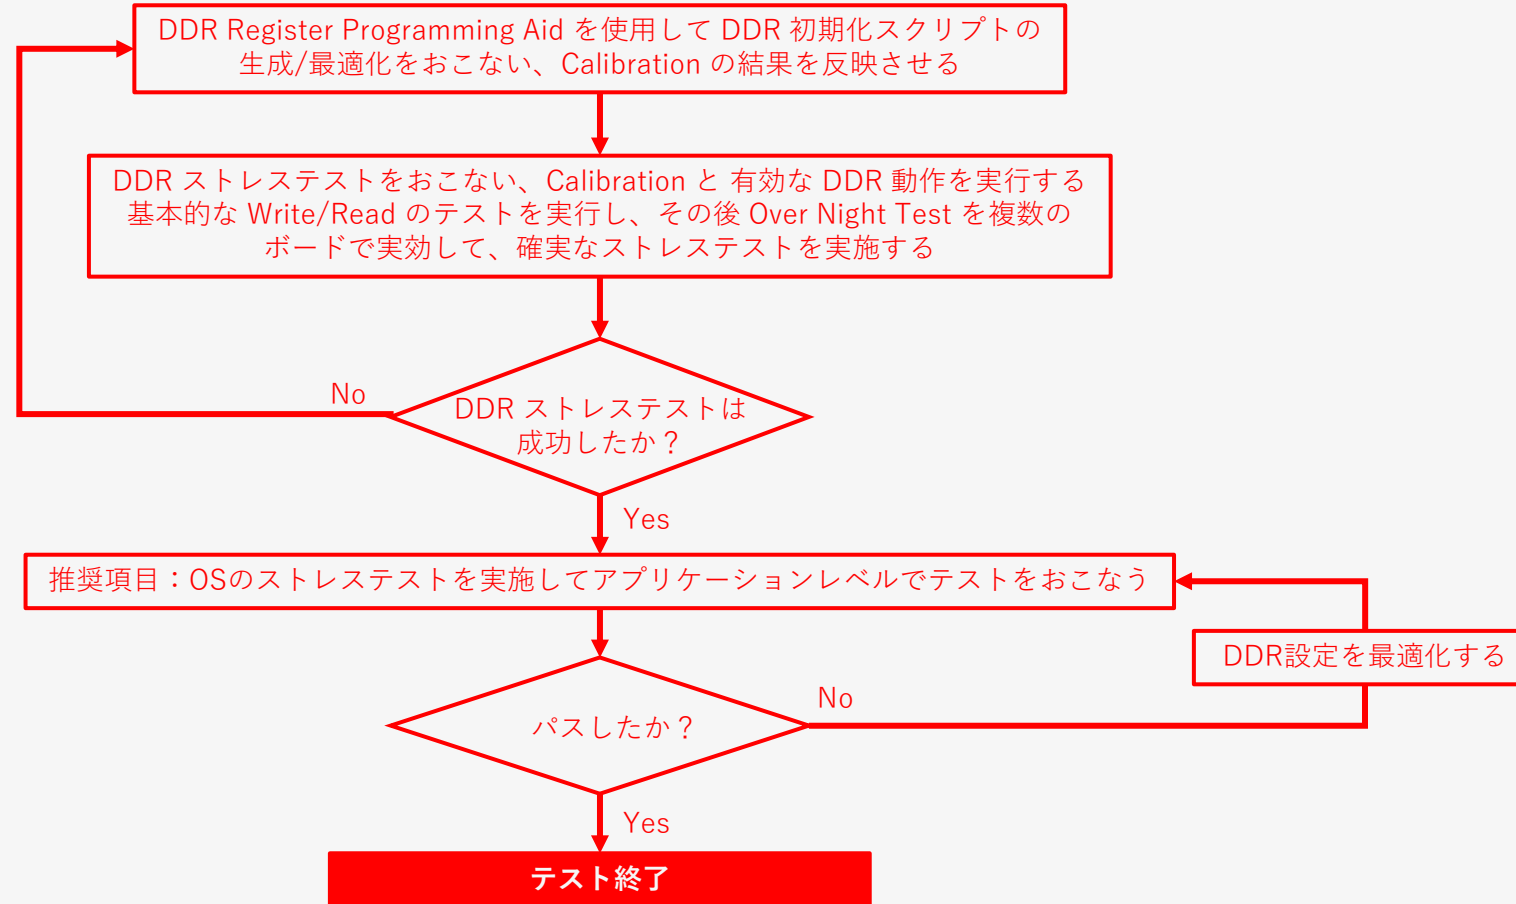 DDR Register Programming Aid を使用して DDR 初期化スクリプトの
生成/最適化をおこない、Calibration の結果を反映させる
DDR ストレステストをおこない、Calibration と 有効な DDR 動作を実行する
基本的な Write/Read のテストを実行し、その後 Over Night Test を複数の
ボードで実効して、確実なストレステストを実施する
No
DDR ストレステストは
成功したか？
Yes
推奨項目：OSのストレステストを実施してアプリケーションレベルでテストをおこなう
DDR設定を最適化する
No
パスしたか？
Yes
テスト終了